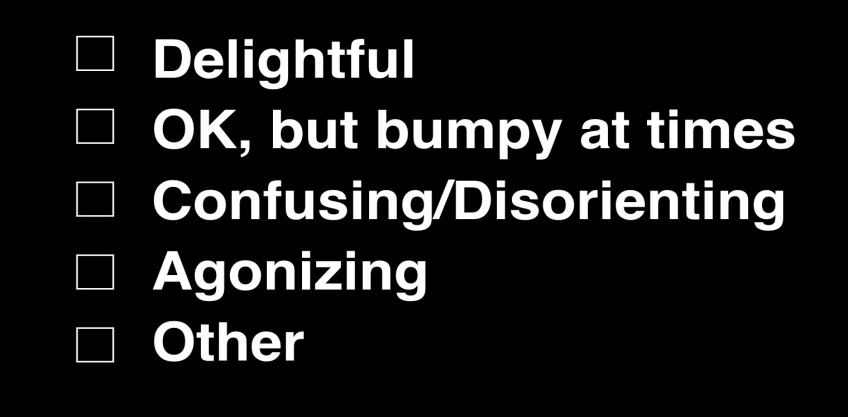 Delightful
OK, but bumpy at times
Confusing/Disorienting
Agonizing
Other